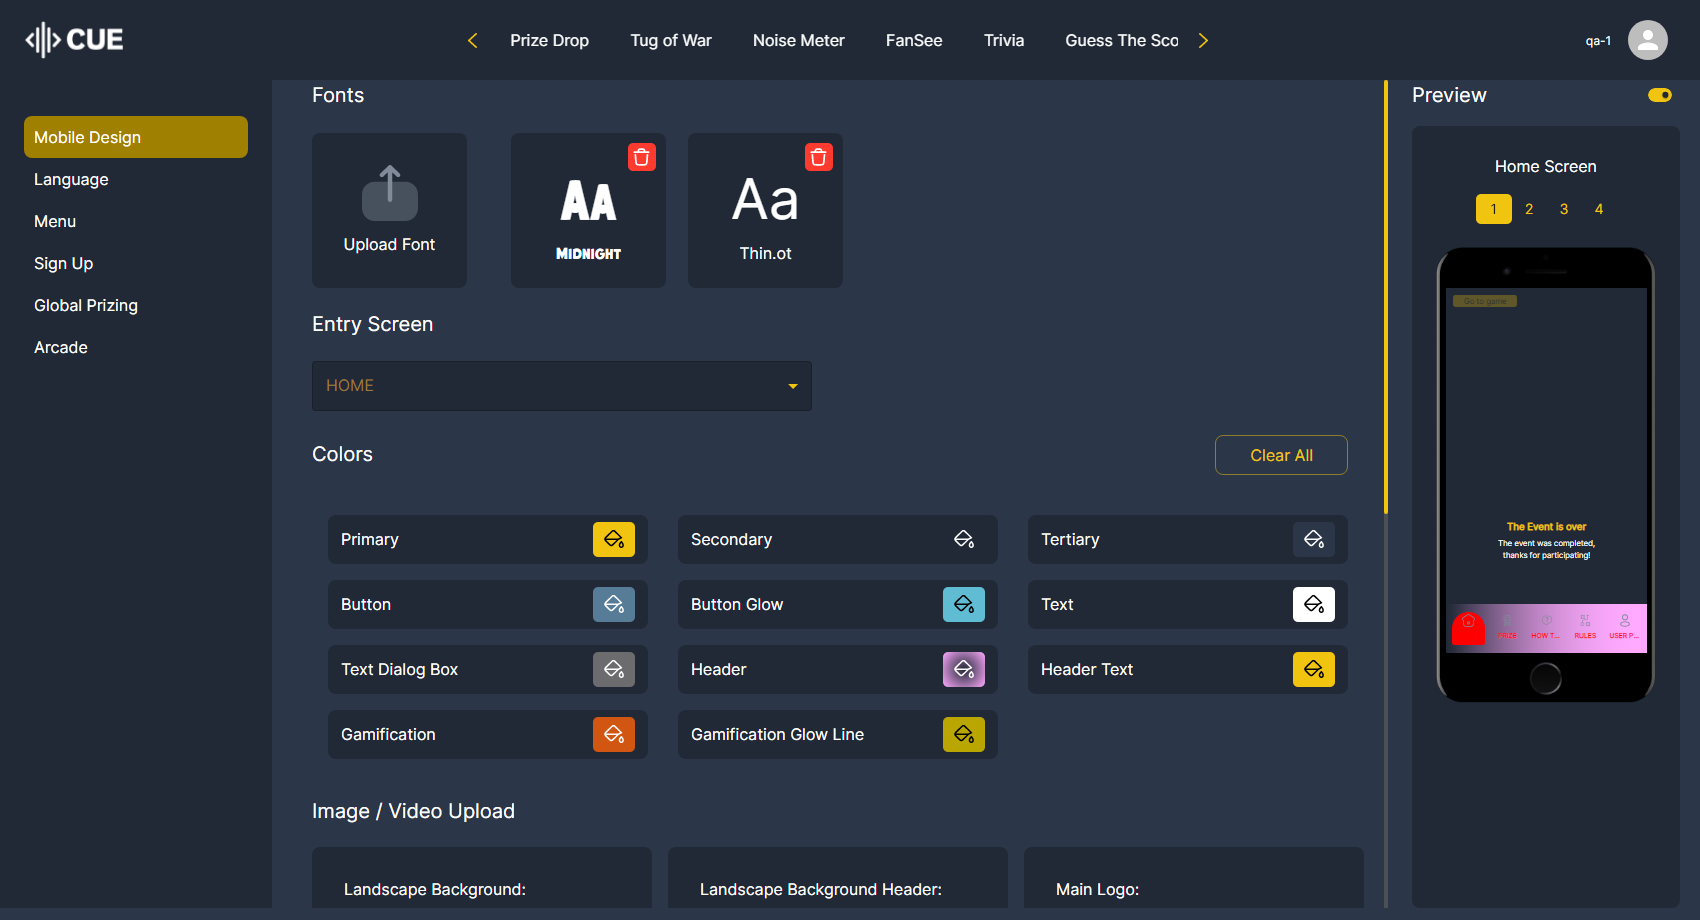 CUE
Prize Drop
Tug of War
Noise Meter
FanSee
Trivia
Guess The Sco
qa-1
Mobile Design
Language
Menu
Sign Up
Global Prizing
Arcade
Fonts
Upload Font
AA
MIDNIGHT
Aa
Thin.ot
Entry Screen
HOME
Colors
Clear All
Primary
Secondary
Tertiary
Button
Button Glow
Text
Text Dialog Box
Header
Header Text
Gamification
Gamification Glow Line
Image / Video Upload
Landscape Background:
Landscape Background Header:
Main Logo:
Preview
Home Screen
1 2 3 4
Go to game
The Event is over
The event was completed,
thanks for participating!
PRIZE
HOW T...
RULES
USER P...